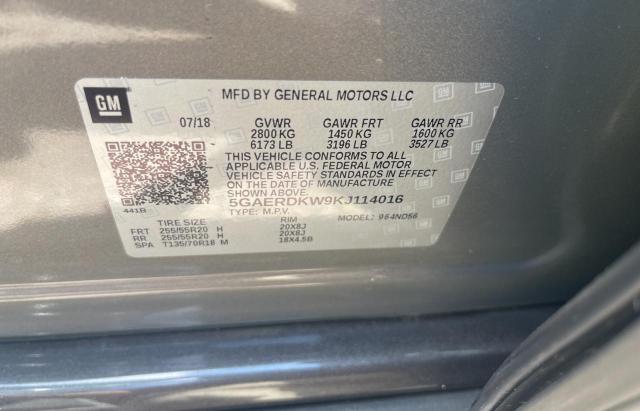 GM
MFD BY GENERAL MOTORS LLC
07/18 GVWR GAWR FRT GAWR RR
2800 KG 1450 KG 1600 KG
6173 LB 3196 LB 3527 LB
THIS VEHICLE CONFORMS TO ALL
APPLICABLE U.S. FEDERAL MOTOR
VEHICLE SAFETY STANDARDS IN EFFECT
ON THE DATE OF MANUFACTURE
SHOWN ABOVE.
5GAERDKW9KJ114016
441B TYPE: M.P.V. MODEL: 964ND56
TIRE SIZE RIM
FRT 255/55R20 H 20X8J
RR 255/55R20 H 20X8J
SPA T135/70R18 M 18X4.5B